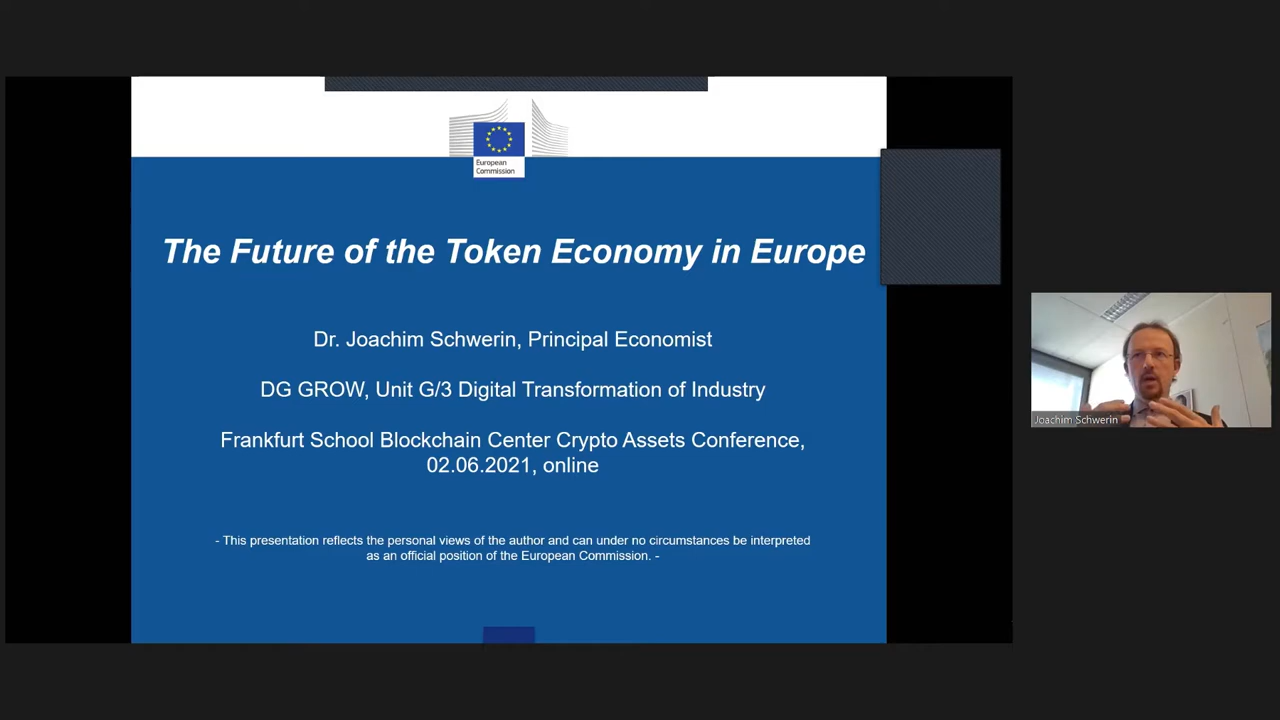 European
Commission
The Future of the Token Economy in Europe
Dr. Joachim Schwerin, Principal Economist
DG GROW, Unit G/3 Digital Transformation of Industry
Frankfurt School Blockchain Center Crypto Assets Conference,
02.06.2021, online
- This presentation reflects the personal views of the author and can under no circumstances be interpreted
as an official position of the European Commission. -
Joachim Schwerin